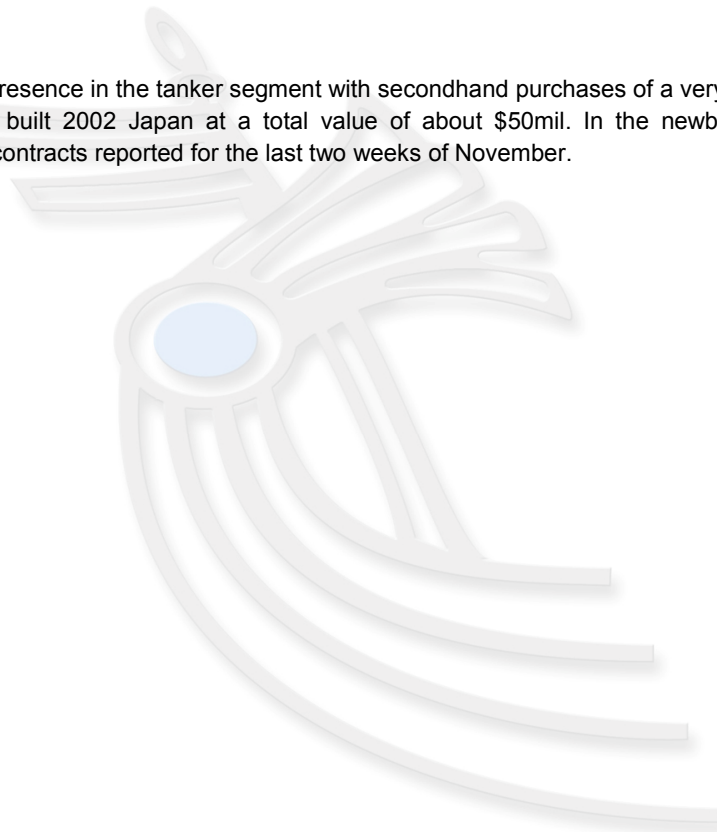 resence in the tanker segment with secondhand purchases of a very
built 2002 Japan at a total value of about $50mil. In the newb
contracts reported for the last two weeks of November.